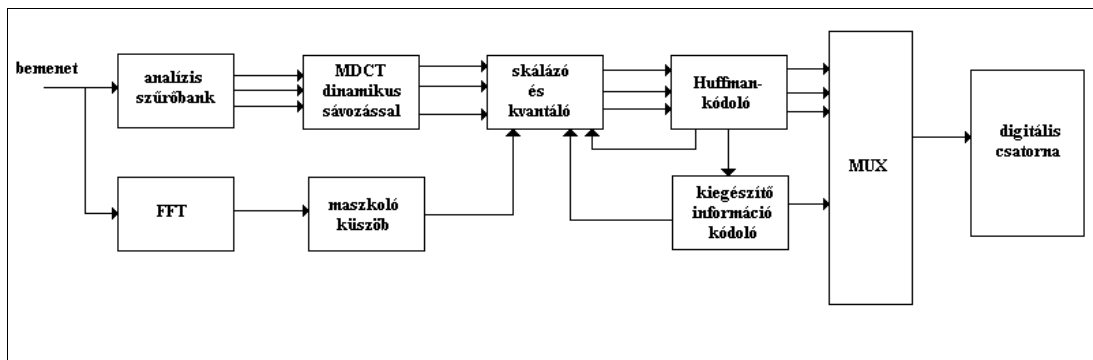 bemenet
analízis
szűrőbank
MDCT
dinamikus
sávozással
skálázó
és
kvantáló
Huffman-
kódoló
MUX
digitális
csatorna
FFT
maszkoló
küszöb
kiegészítő
információ
kódoló